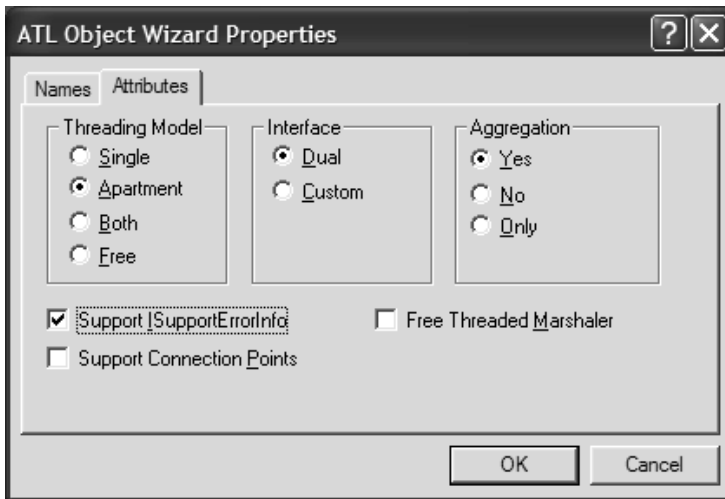 ATL Object Wizard Properties
Names Attributes
Threading Model Interface Aggregation
Single Dual Yes
Apartment Custom No
Both Only
Free
Support ISupportErrorInfo Free Threaded Marshaler
Support Connection Points
OK Cancel